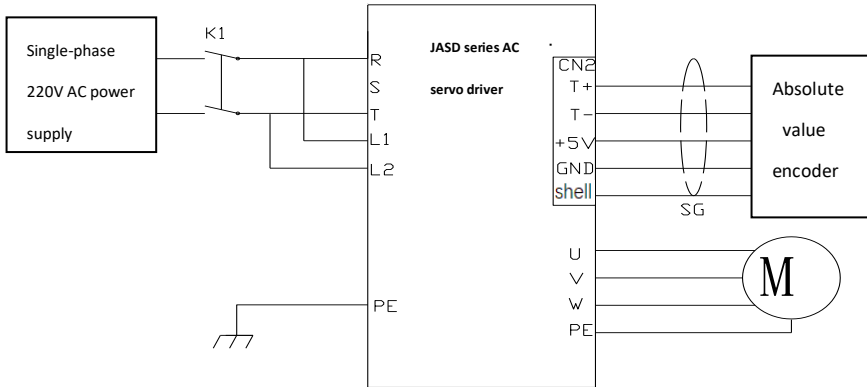 K1
Single-phase
220V AC power
supply
JASD series AC
servo driver
R
S
T
L1
L2
PE
CN2
T+
T-
+5V
GND
shell
SG
Absolute
value
encoder
U
V
W
PE
M